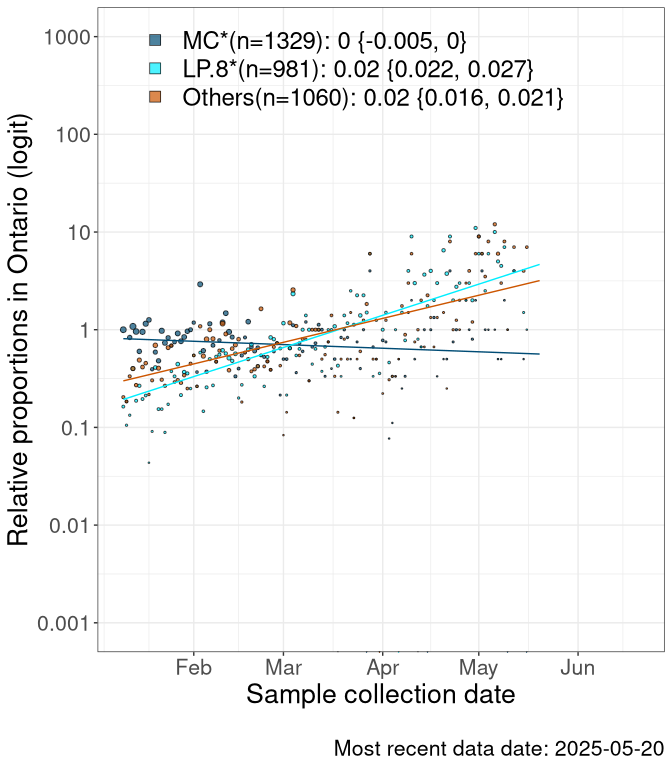 MC*(n=1329): 0 {-0.005, 0}
LP.8*(n=981): 0.02 {0.022, 0.027}
Others(n=1060): 0.02 {0.016, 0.021}
Relative proportions in Ontario (logit)
1000
100
10
1
0.1
0.01
0.001
Feb Mar Apr May Jun
Sample collection date
Most recent data date: 2025-05-20